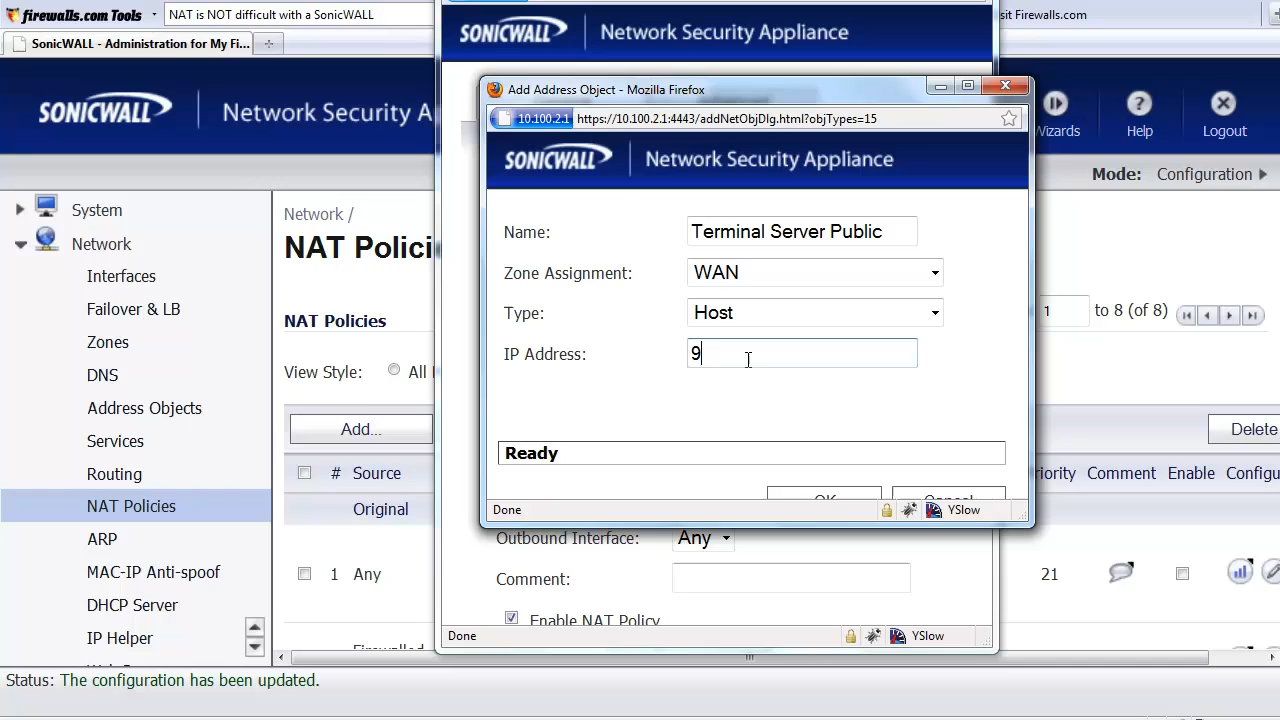 firewalls.com Tools
NAT is NOT difficult with a SonicWALL
sit Firewalls.com
SonicWALL - Administration for My Fi...
SONICWALL Network Security A
SONICWALL Network Security Appliance
Wizards Help Logout
Mode: Configuration
Add Address Object - Mozilla Firefox
10.100.2.1 https://10.100.2.1:4443/addNetObjDlg.html?objTypes=15
SONICWALL Network Security Appliance
Name: Terminal Server Public
Zone Assignment: WAN
Type: Host
IP Address: 9
Ready
OK Cancel
Done YSlow
System
Network
Interfaces
Failover & LB
Zones
DNS
Address Objects
Services
Routing
NAT Policies
ARP
MAC-IP Anti-spoof
DHCP Server
IP Helper
Network /
NAT Polici
NAT Policies
1 to 8 (of 8)
View Style: All
Add... Delete
# Source iority Comment Enable Configu
Original
1 Any 21
Firewalled
Outbound Interface: Any
Comment:
Enable NAT Policy
Done YSlow
Status: The configuration has been updated.